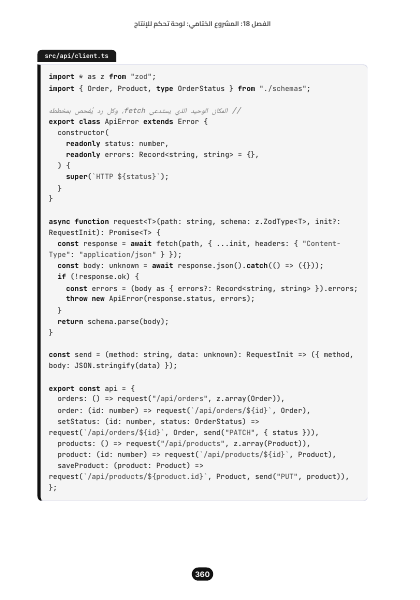 الفصل 18: المشروع الختامي: لوحة تحكم للإنتاج
src/api/client.ts
import * as z from "zod";
import { Order, Product, type OrderStatus } from "./schemas";
// المكان الوحيد الذي يستدعي fetch، وكل رد يُفحص بمخططه
export class ApiError extends Error {
constructor(
readonly status: number,
readonly errors: Record<string, string> = {},
) {
super(`HTTP ${status}`);
}
}
async function request<T>(path: string, schema: z.ZodType<T>, init?:
RequestInit): Promise<T> {
const response = await fetch(path, { ...init, headers: { "Content-
Type": "application/json" } });
const body: unknown = await response.json().catch(() => ({}));
if (!response.ok) {
const errors = (body as { errors?: Record<string, string> }).errors;
throw new ApiError(response.status, errors);
}
return schema.parse(body);
}
const send = (method: string, data: unknown): RequestInit => ({ method,
body: JSON.stringify(data) });
export const api = {
orders: () => request("/api/orders", z.array(Order)),
order: (id: number) => request(`/api/orders/${id}`, Order),
setStatus: (id: number, status: OrderStatus) =>
request(`/api/orders/${id}`, Order, send("PATCH", { status })),
products: () => request("/api/products", z.array(Product)),
product: (id: number) => request(`/api/products/${id}`, Product),
saveProduct: (product: Product) =>
request(`/api/products/${product.id}`, Product, send("PUT", product)),
};
360